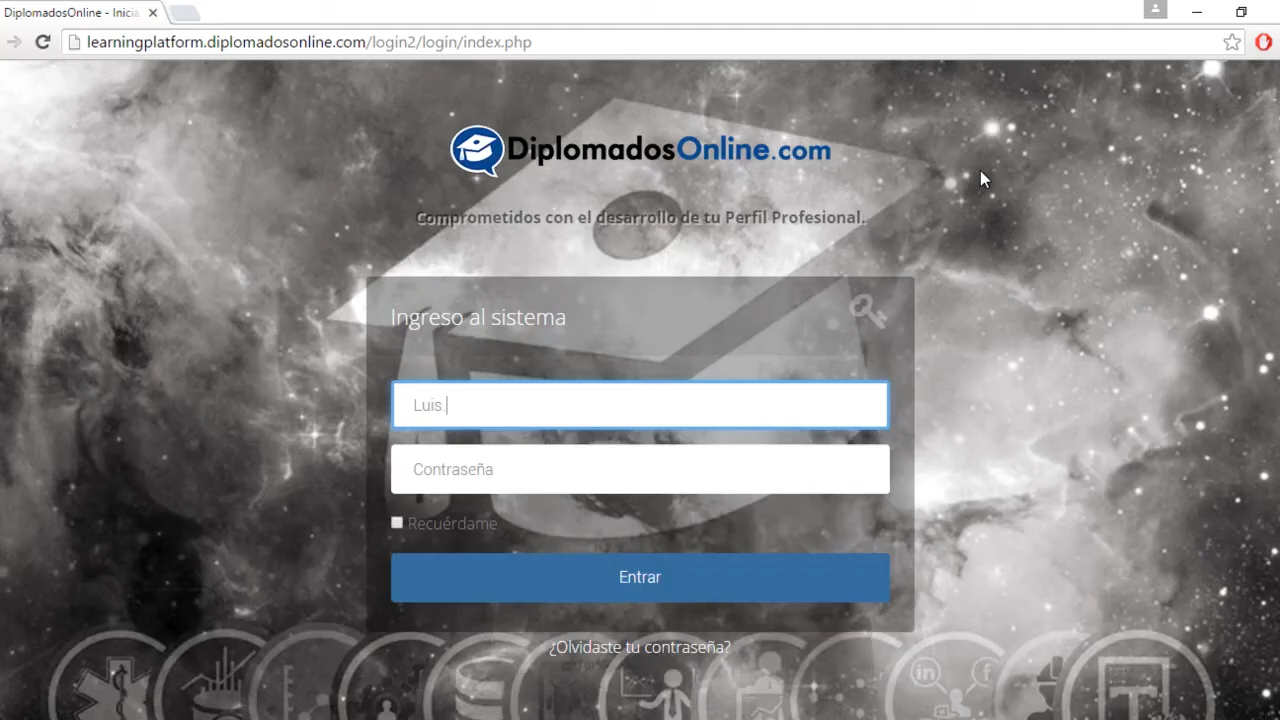 DiplomadosOnline - Inicia
learningplatform.diplomadosonline.com/login2/login/index.php
DiplomadosOnline.com
Comprometidos con el desarrollo de tu Perfil Profesional.
Ingreso al sistema
Luis.
Contraseña
Recuérdame
Entrar
¿Olvidaste tu contraseña?
in f
T